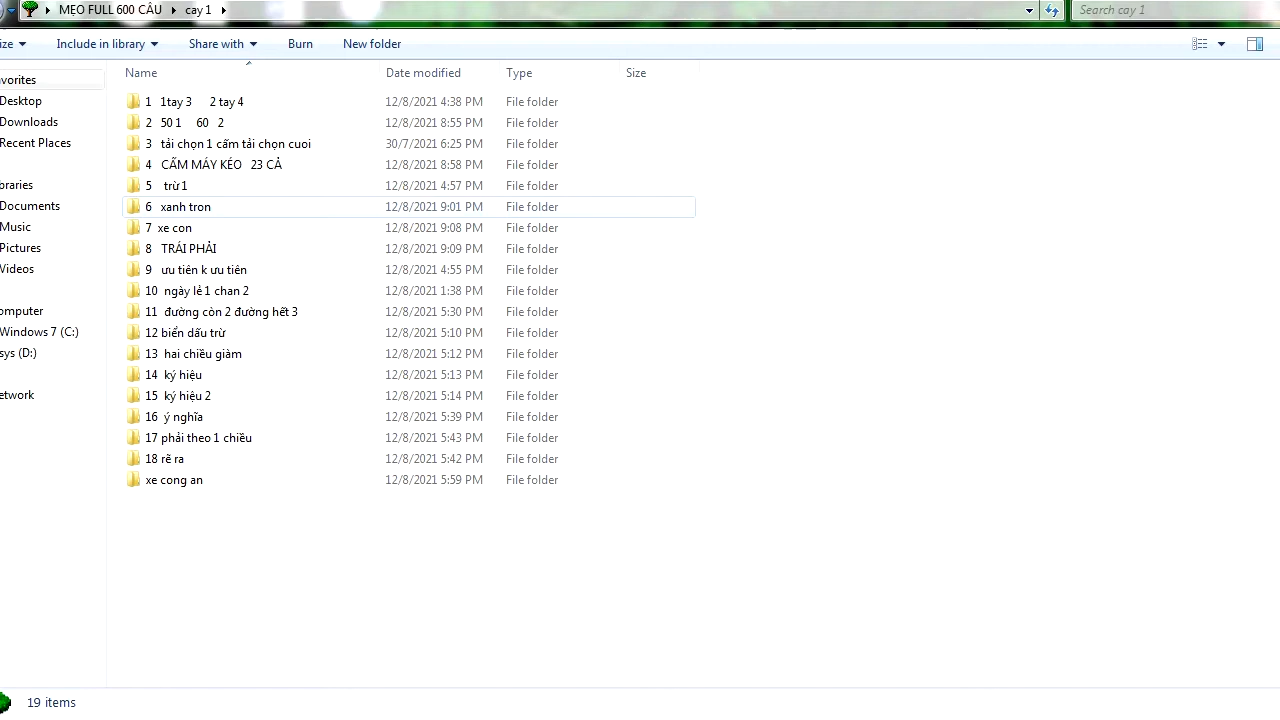 MẸO FULL 600 CÂU cay 1 Search cay 1
ize Include in library Share with Burn New folder
Name Date modified Type Size
vorites
Desktop
Downloads
Recent Places
braries
Documents
Music
Pictures
Videos
omputer
Windows 7 (C:)
sys (D:)
etwork
1 1tay 3 2 tay 4 12/8/2021 4:38 PM File folder
2 50 1 60 2 12/8/2021 8:55 PM File folder
3 tải chọn 1 cấm tải chọn cuoi 30/7/2021 6:25 PM File folder
4 CẤM MÁY KÉO 23 CẢ 12/8/2021 8:58 PM File folder
5 trừ 1 12/8/2021 4:57 PM File folder
6 xanh tron 12/8/2021 9:01 PM File folder
7 xe con 12/8/2021 9:08 PM File folder
8 TRÁI PHẢI 12/8/2021 9:09 PM File folder
9 ưu tiên k ưu tiên 12/8/2021 4:55 PM File folder
10 ngày lẻ 1 chan 2 12/8/2021 1:38 PM File folder
11 đường còn 2 đường hết 3 12/8/2021 5:30 PM File folder
12 biển dấu trừ 12/8/2021 5:10 PM File folder
13 hai chiều giàm 12/8/2021 5:12 PM File folder
14 ký hiệu 12/8/2021 5:13 PM File folder
15 ký hiệu 2 12/8/2021 5:14 PM File folder
16 ý nghĩa 12/8/2021 5:39 PM File folder
17 phải theo 1 chiều 12/8/2021 5:43 PM File folder
18 rẽ ra 12/8/2021 5:42 PM File folder
xe cong an 12/8/2021 5:59 PM File folder
19 items